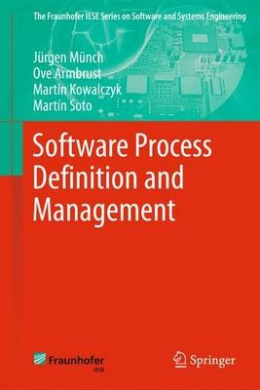 The Fraunhofer IESE Series on Software and Systems Engineering
Jürgen Münch
Ove Armbrust
Martin Kowalczyk
Martín Soto
Software Process
Definition and
Management
Fraunhofer
IESE
Springer